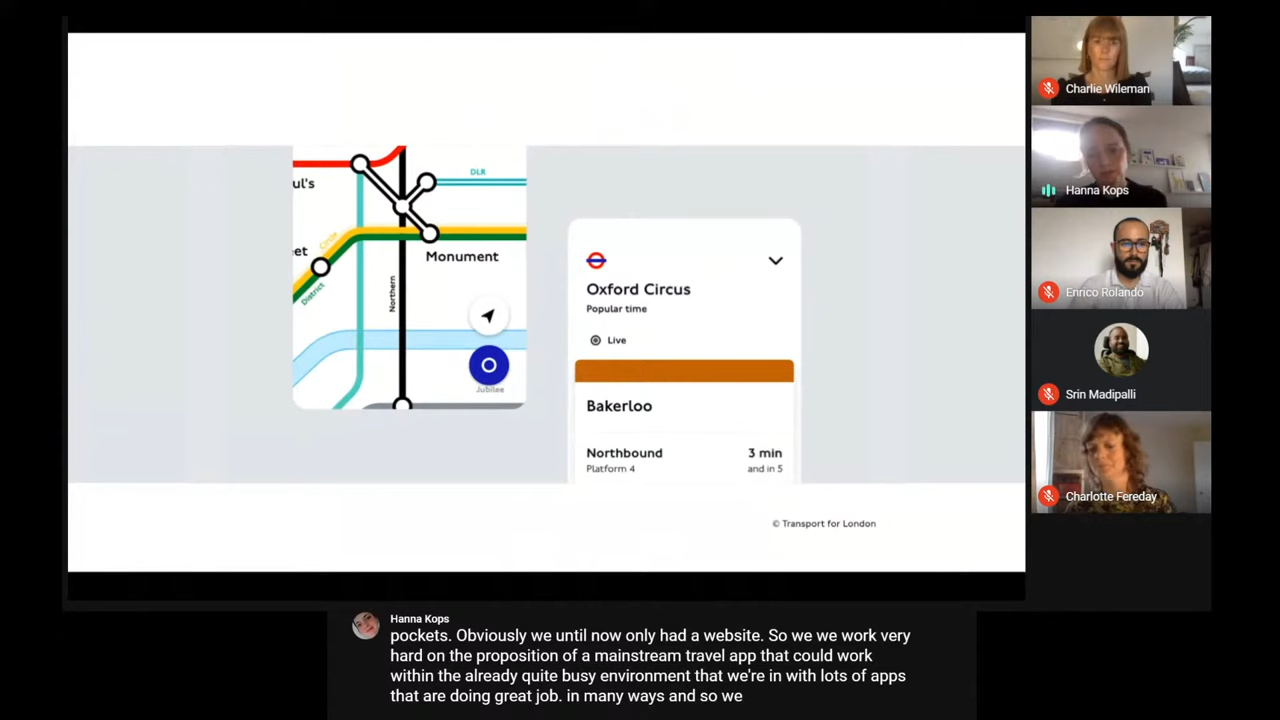 ul's
DLR
et
Circle
Monument
District
Northern
Jubilee
Oxford Circus
Popular time
Live
Bakerloo
Northbound
3 min
Platform 4
and in 5
© Transport for London
Charlie Wileman
Hanna Kops
Enrico Rolando
Srin Madipalli
Charlotte Fereday
Hanna Kops
pockets. Obviously we until now only had a website. So we we work very
hard on the proposition of a mainstream travel app that could work
within the already quite busy environment that we're in with lots of apps
that are doing great job. in many ways and so we